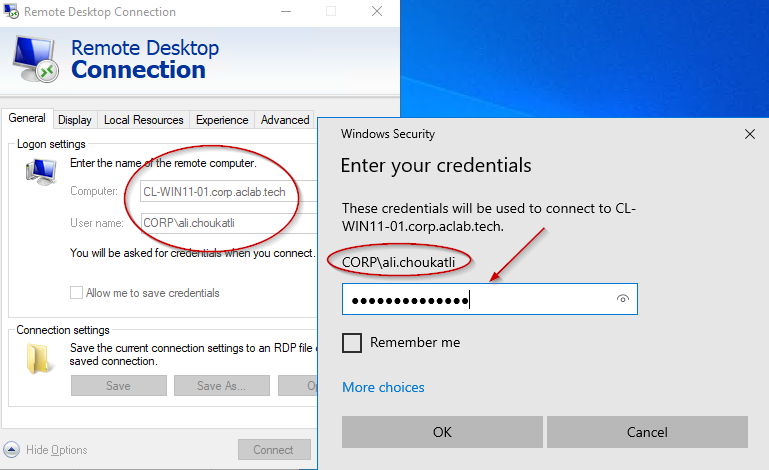 Remote Desktop Connection
Remote Desktop
Connection
General
Display
Local Resources
Experience
Advanced
Logon settings
Enter the name of the remote computer.
Computer:
CL-WIN11-01.corp.aclab.tech
User name:
CORP\ali.choukatli
You will be asked for credentials when you connect.
Allow me to save credentials
Connection settings
Save the current connection settings to an RDP file
saved connection.
Save
Save As...
Hide Options
Connect
Windows Security
Enter your credentials
These credentials will be used to connect to CL-
WIN11-01.corp.aclab.tech.
CORP\ali.choukatli
Remember me
More choices
OK
Cancel